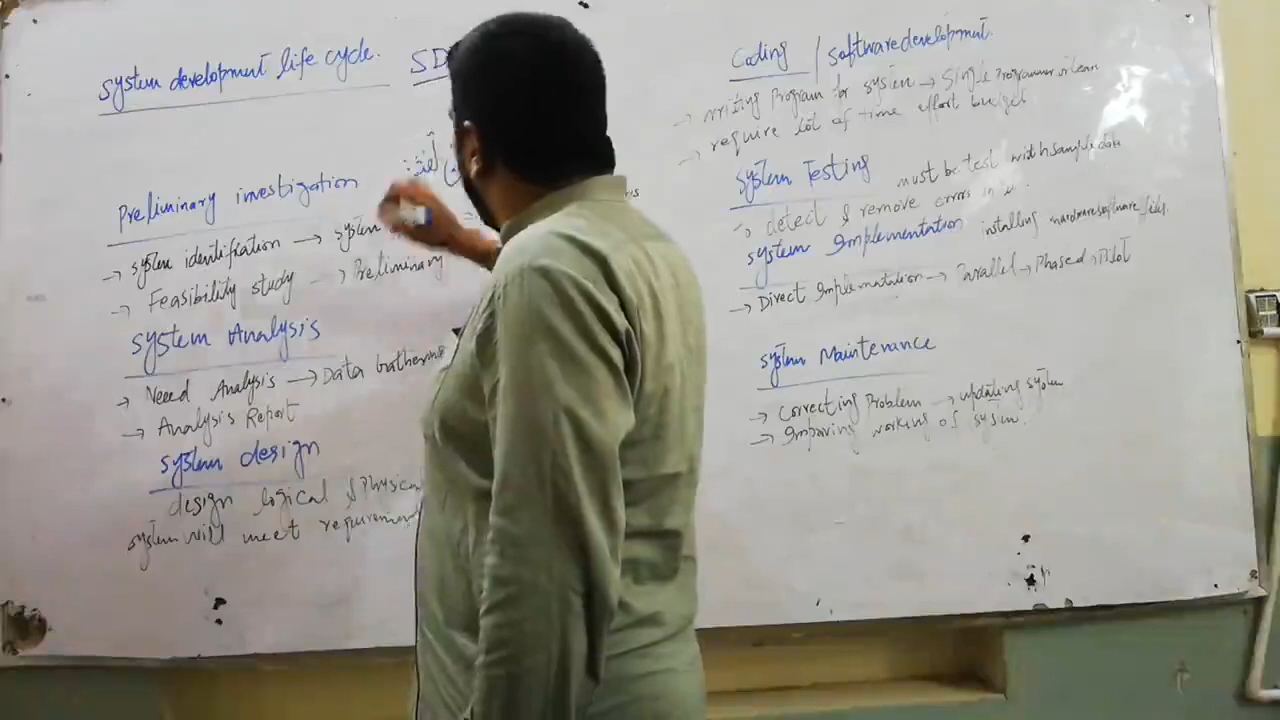 system development life cycle. SD
Preliminary investigation
→ system identifiation → system
→ Feasibility study → Preliminary
system Analysis
→ Need Analysis → Data Gathering
→ Analysis Report
system design
design logical & Physical
system will meet requirement
Coding / software development.
→ writing Program for system → Single Programmer or team
→ require lot of time effort budget
System Testing must be test with sample data
→ detect & remove errors in it.
system implementation installing hardware software files.
→ Direct implementation → Parallel → Phased → Pilot
system Maintenance
→ Correcting Problem → updating system
→ improving working of system.